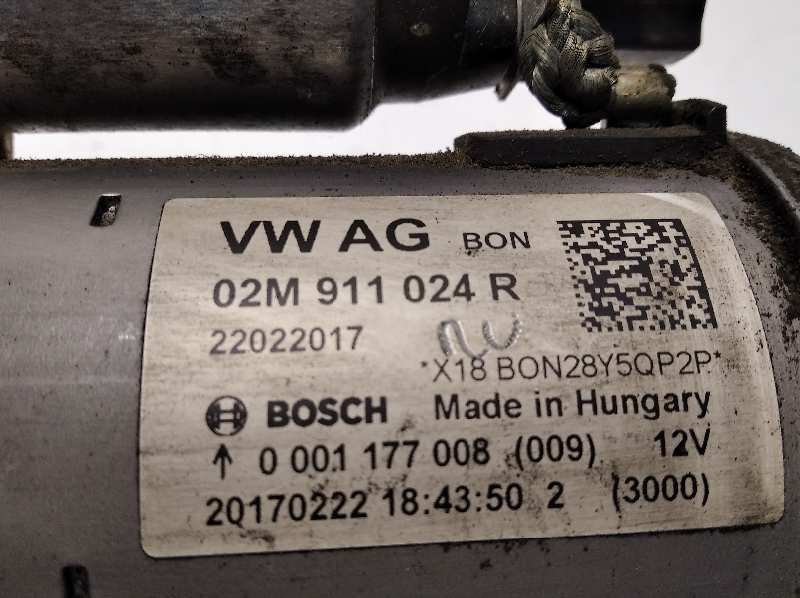 VW AG BON
02M 911 024 R
22022017
*X18 BON28Y5QP2P*
BOSCH Made in Hungary
↑ 0 001 177 008 (009) 12V
20170222 18:43:50 2 (3000)